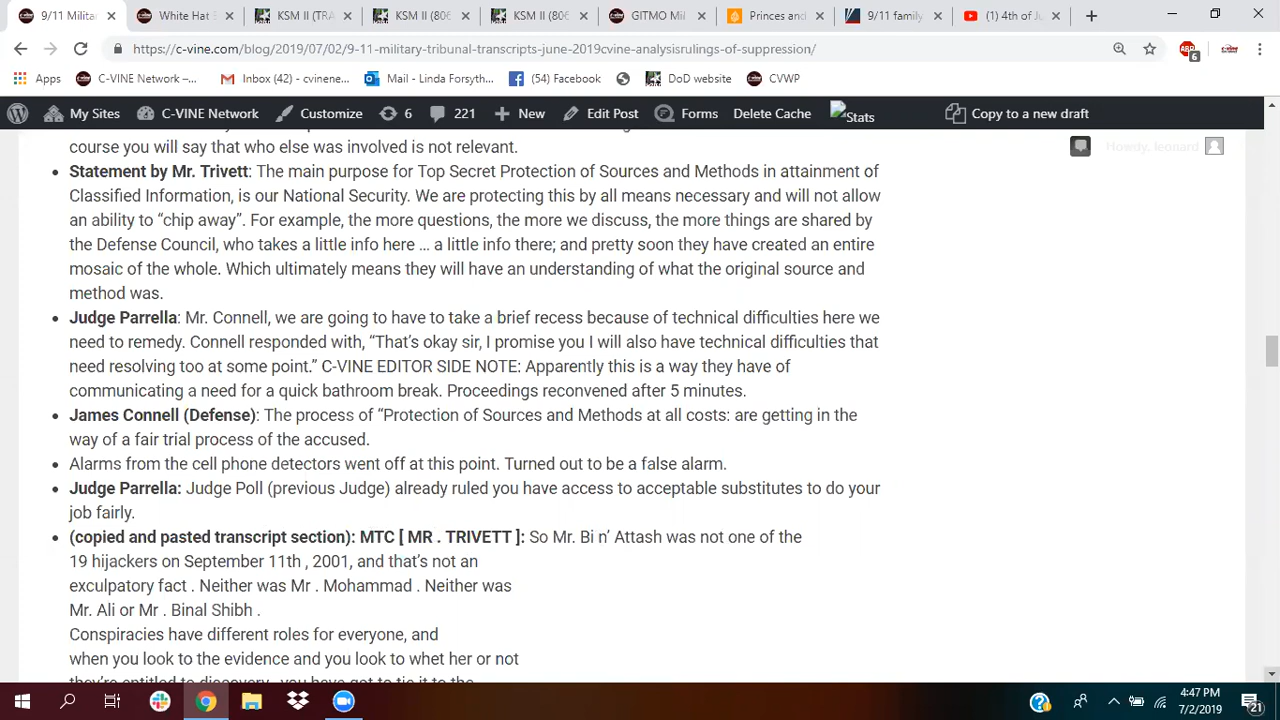 9/11 Milita
White Hat B
KSM II (TRA
KSM II (806
KSM II (806
GITMO Mil
Princes and
9/11 family
(1) 4th of Ju
https://c-vine.com/blog/2019/07/02/9-11-military-tribunal-transcripts-june-2019cvine-analysisrulings-of-suppression/
ABP 6
Apps C-VINE Network –... Inbox (42) - cvinene... Mail - Linda Forsyth... (54) Facebook DoD website CVWP
My Sites C-VINE Network Customize 6 221 New Edit Post Forms Delete Cache Stats Copy to a new draft
Howdy, leonard
course you will say that who else was involved is not relevant.
Statement by Mr. Trivett: The main purpose for Top Secret Protection of Sources and Methods in attainment of
Classified Information, is our National Security. We are protecting this by all means necessary and will not allow
an ability to “chip away”. For example, the more questions, the more we discuss, the more things are shared by
the Defense Council, who takes a little info here … a little info there; and pretty soon they have created an entire
mosaic of the whole. Which ultimately means they will have an understanding of what the original source and
method was.
Judge Parrella: Mr. Connell, we are going to have to take a brief recess because of technical difficulties here we
need to remedy. Connell responded with, “That’s okay sir, I promise you I will also have technical difficulties that
need resolving too at some point.” C-VINE EDITOR SIDE NOTE: Apparently this is a way they have of
communicating a need for a quick bathroom break. Proceedings reconvened after 5 minutes.
James Connell (Defense): The process of “Protection of Sources and Methods at all costs: are getting in the
way of a fair trial process of the accused.
Alarms from the cell phone detectors went off at this point. Turned out to be a false alarm.
Judge Parrella: Judge Poll (previous Judge) already ruled you have access to acceptable substitutes to do your
job fairly.
(copied and pasted transcript section): MTC [ MR . TRIVETT ]: So Mr. Bi n’ Attash was not one of the
19 hijackers on September 11th , 2001, and that’s not an
exculpatory fact . Neither was Mr . Mohammad . Neither was
Mr. Ali or Mr . Binal Shibh .
Conspiracies have different roles for everyone, and
when you look to the evidence and you look to whet her or not
they’re entitled to discovery , you have got to tie it to the
4:47 PM
7/2/2019
21